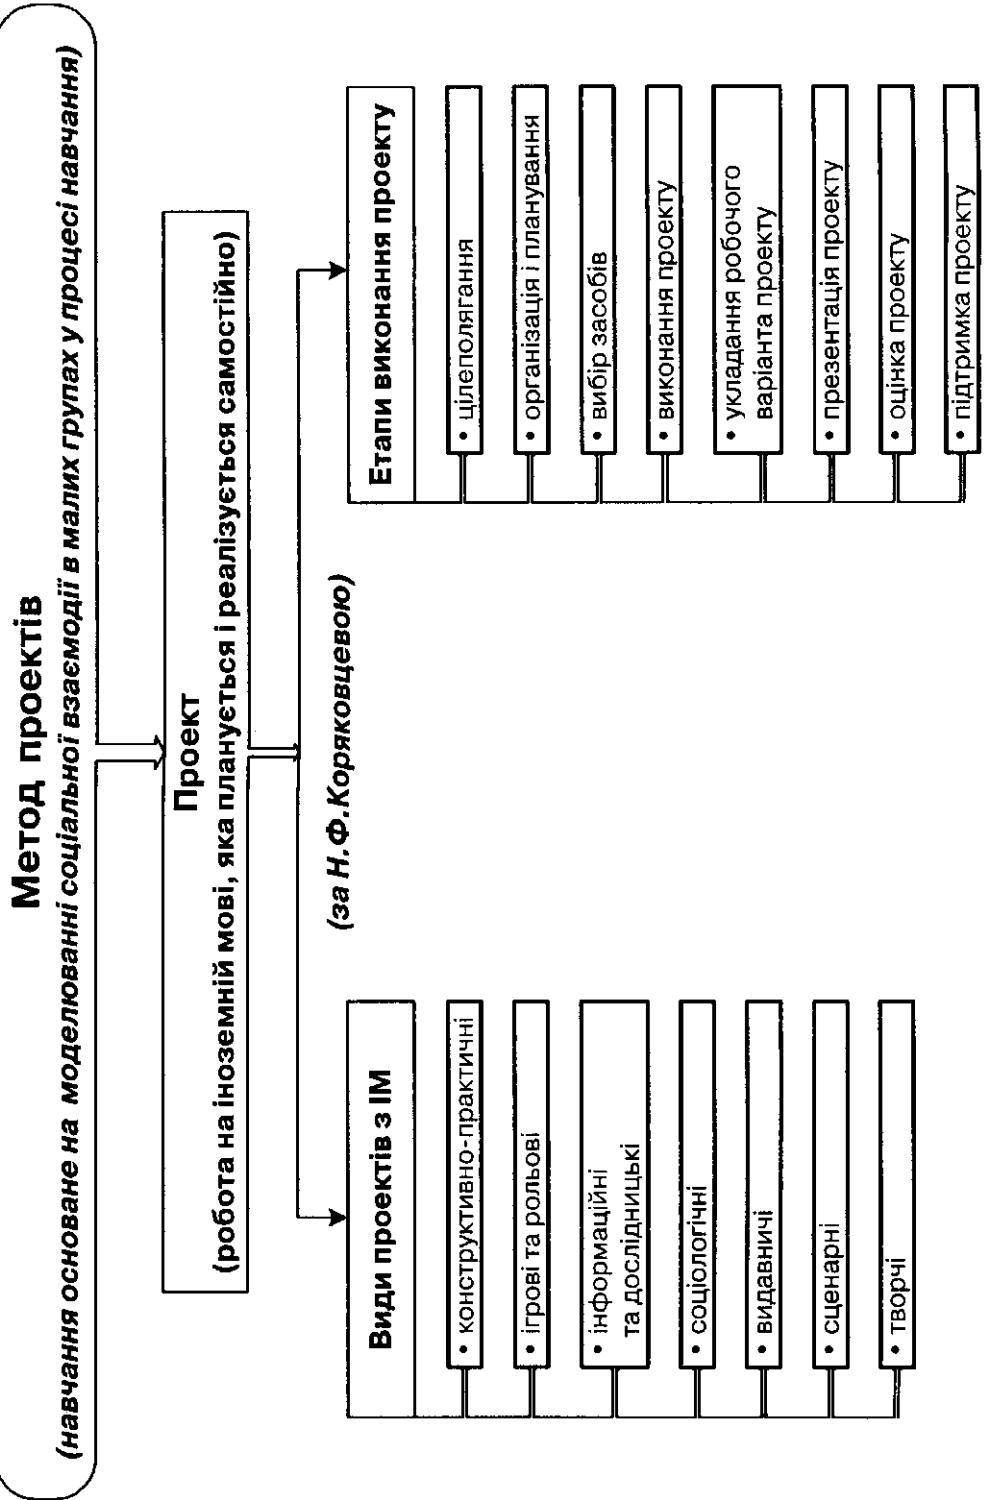 Метод проектів
(навчання основане на моделюванні соціальної взаємодії в малих групах у процесі навчання)
Проект
(робота на іноземній мові, яка планується і реалізується самостійно)
(за Н.Ф.Коряковцевою)
Види проектів з ІМ
• конструктивно-практичні
• ігрові та рольові
• інформаційні
та дослідницькі
• соціологічні
• видавничі
• сценарні
• творчі
Етапи виконання проекту
• цілеполягання
• організація і планування
• вибір засобів
• виконання проекту
• укладання робочого
варіанта проекту
• презентація проекту
• оцінка проекту
• підтримка проекту